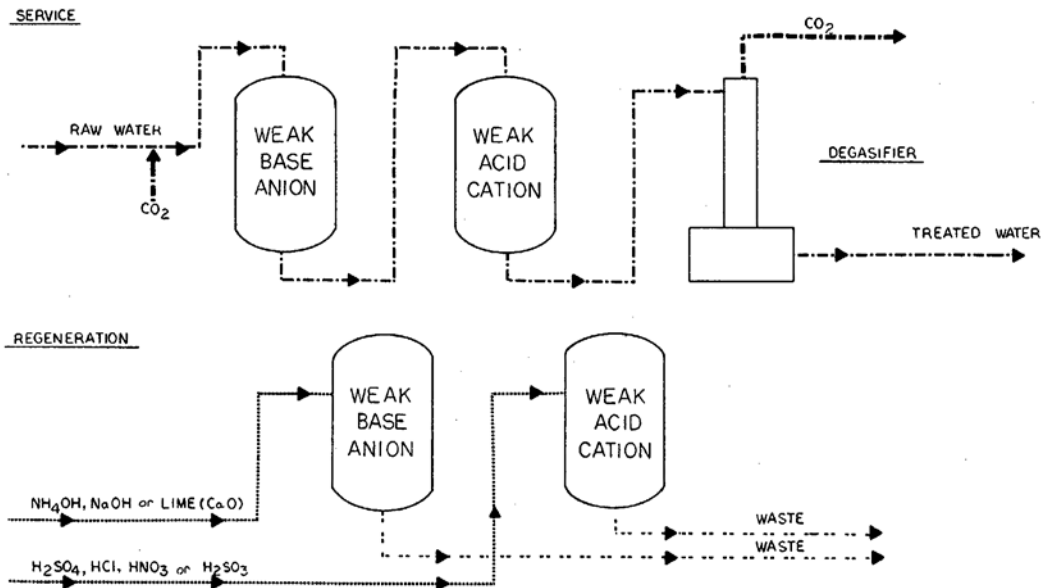 SERVICE
CO2
RAW WATER
CO2
WEAK
BASE
ANION
WEAK
ACID
CATION
DEGASIFIER
TREATED WATER
REGENERATION
WEAK
BASE
ANION
WEAK
ACID
CATION
NH4OH, NaOH or LIME (CaO)
WASTE
WASTE
H2SO4, HCl, HNO3 or H2SO3